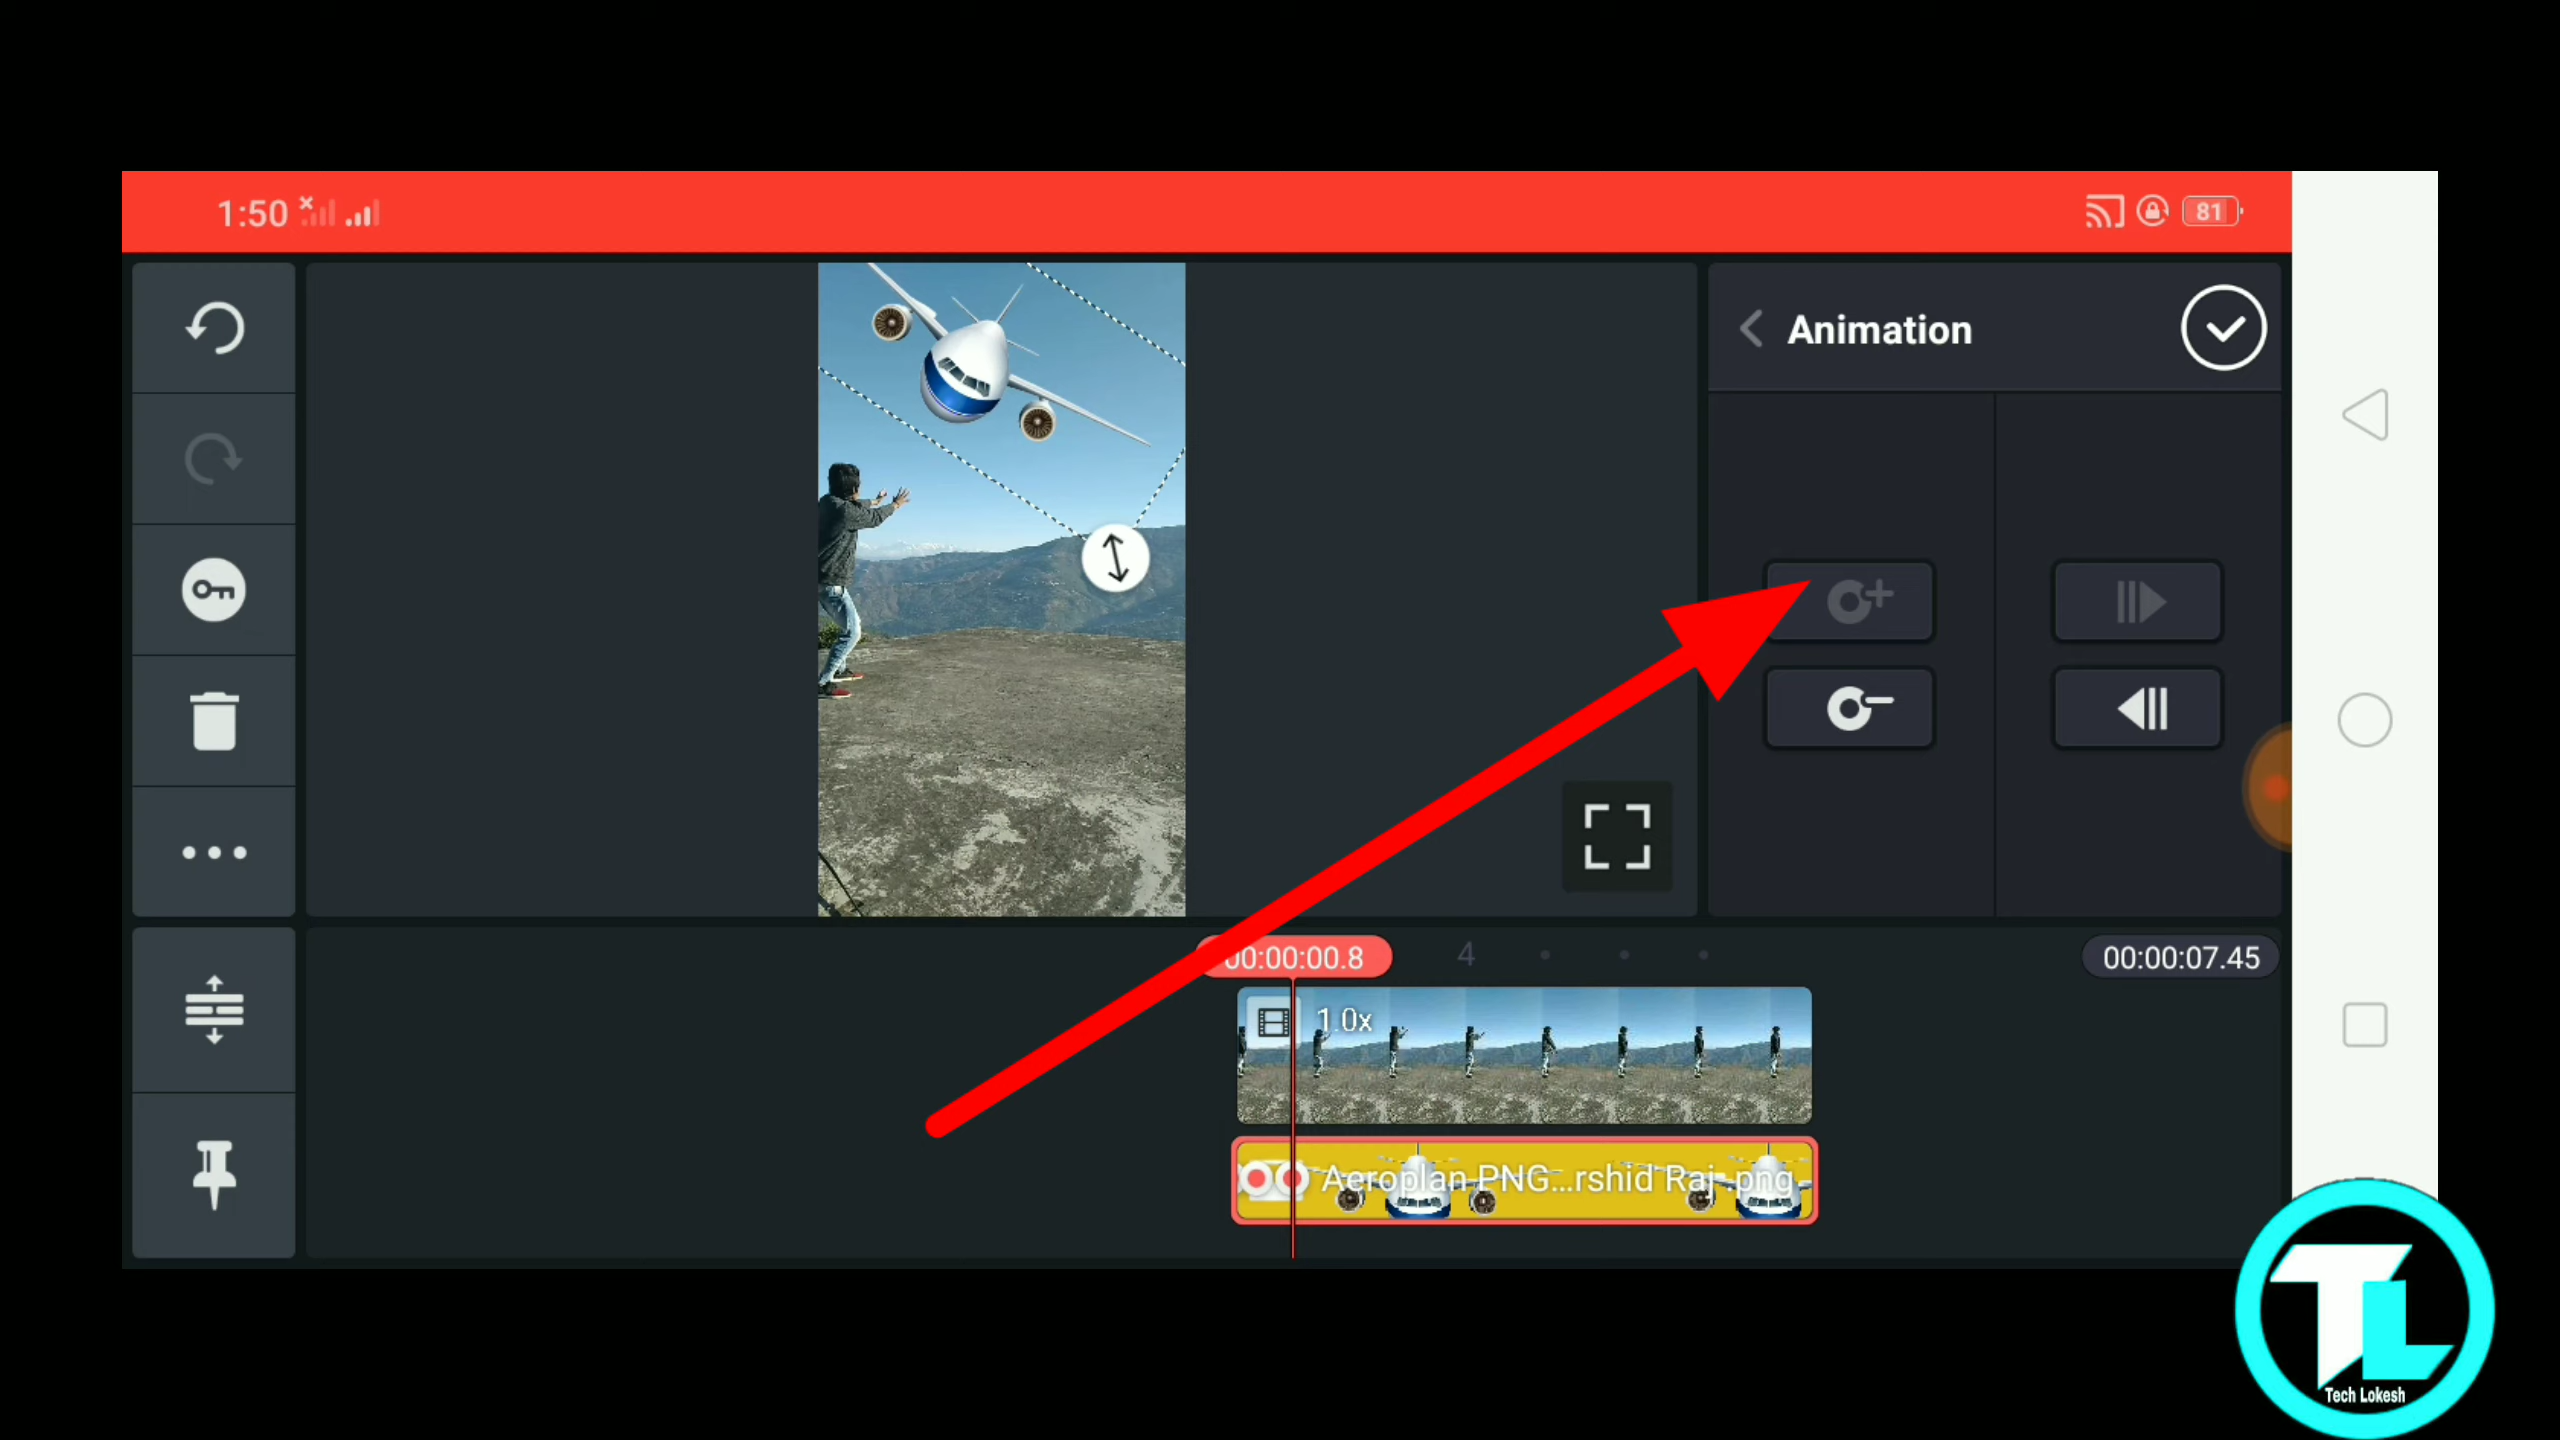 1:50
81
Animation
00:00:00.8
4
00:00:07.45
1.0x
Aeroplan PNG...rshid Raj .png
TL
Tech Lokesh